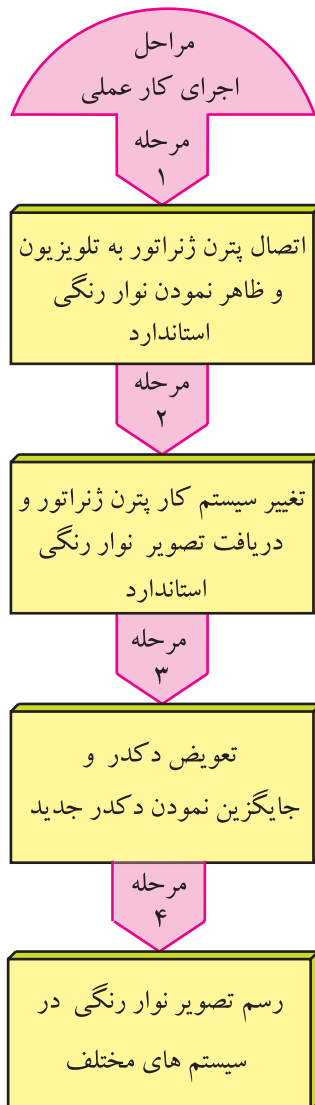 مراحل
اجرای کار عملی
مرحله
۱
اتصال پترن ژنراتور به تلویزیون
و ظاهر نمودن نوار رنگی
استاندارد
مرحله
۲
تغییر سیستم کار پترن ژنراتور و
دریافت تصویر نوار رنگی
استاندارد
مرحله
۳
تعویض دکدر و
جایگزین نمودن دکدر جدید
مرحله
۴
رسم تصویر نوار رنگی در
سیستم های مختلف